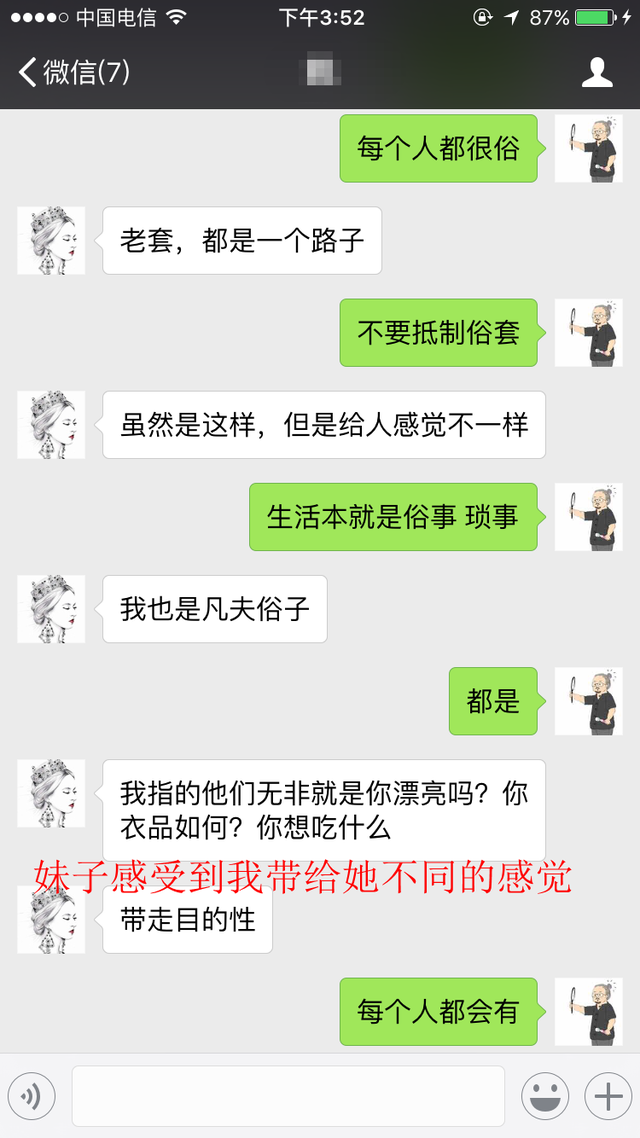 中国电信 下午3:52 87%
微信(7)
每个人都很俗
老套，都是一个路子
不要抵制俗套
虽然是这样，但是给人感觉不一样
生活本就是俗事 琐事
我也是凡夫俗子
都是
我指的他们无非就是你漂亮吗？你
衣品如何？你想吃什么
妹子感受到我带给她不同的感觉
带走目的性
每个人都会有